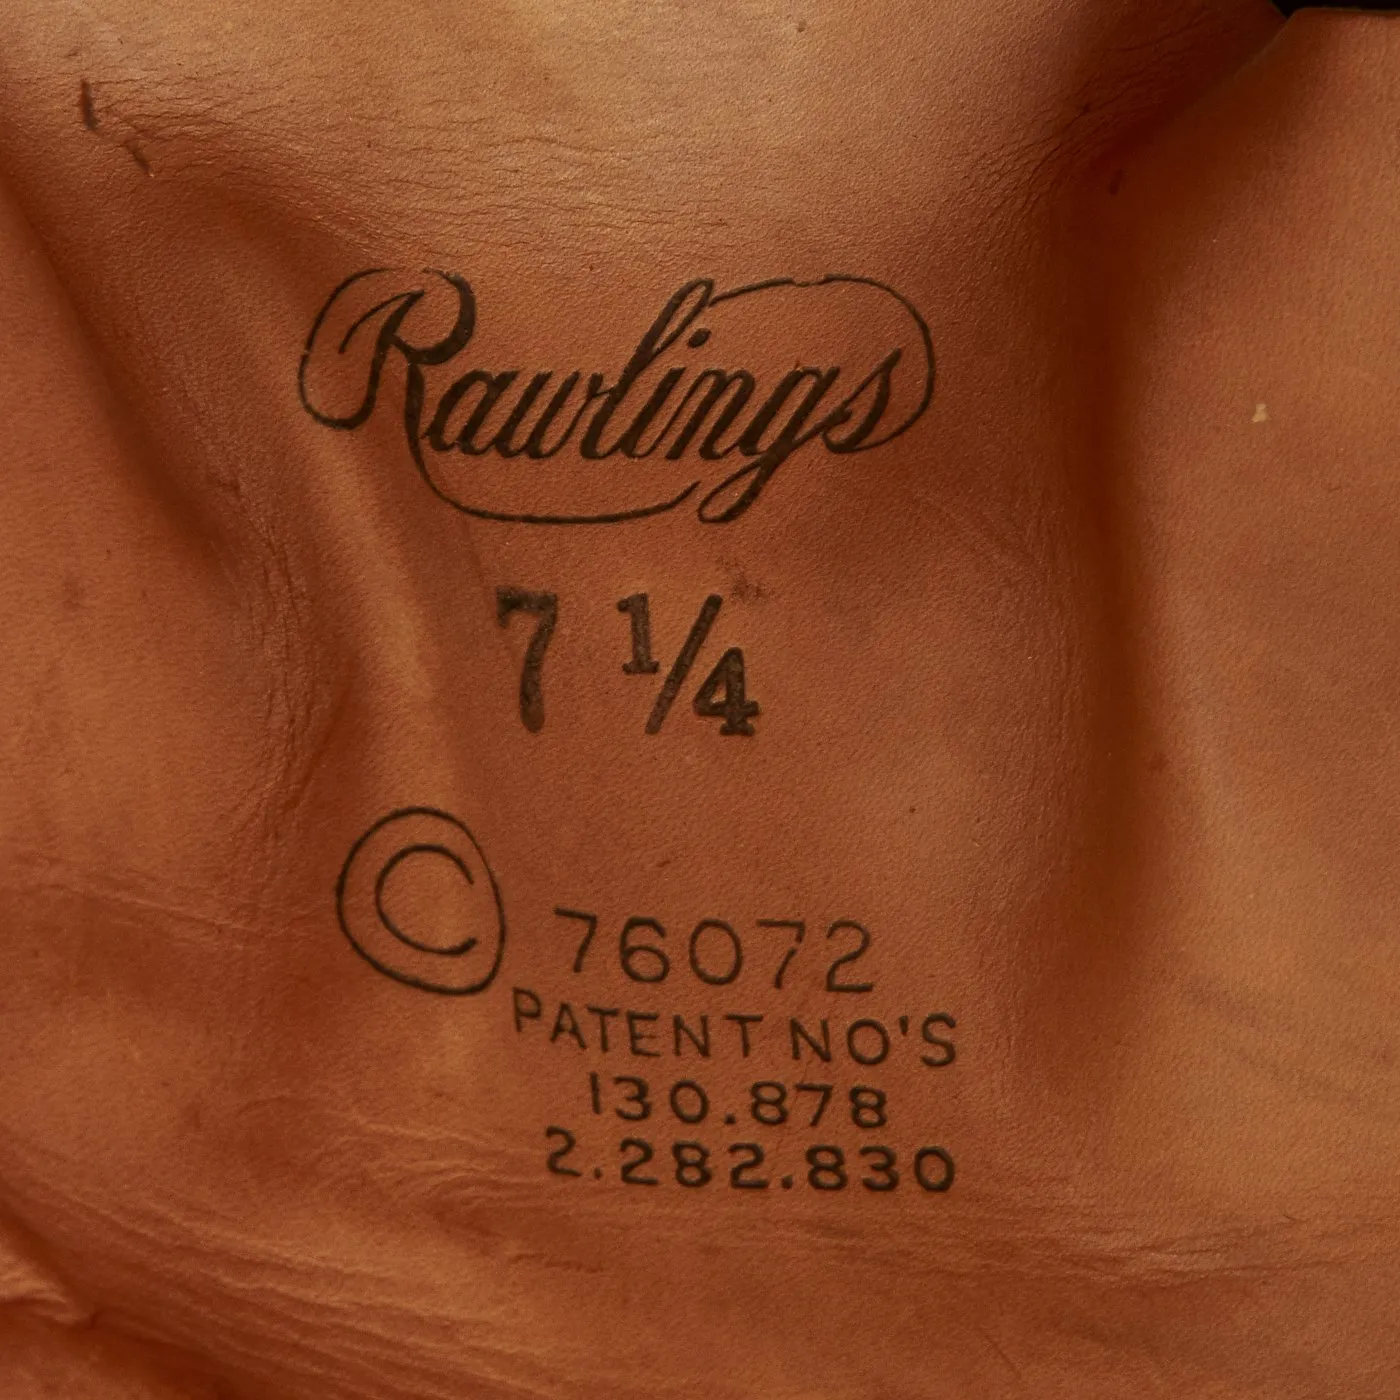 Rawlings
7 1/4
© 76072
PATENT NO'S
130.878
2.282.830